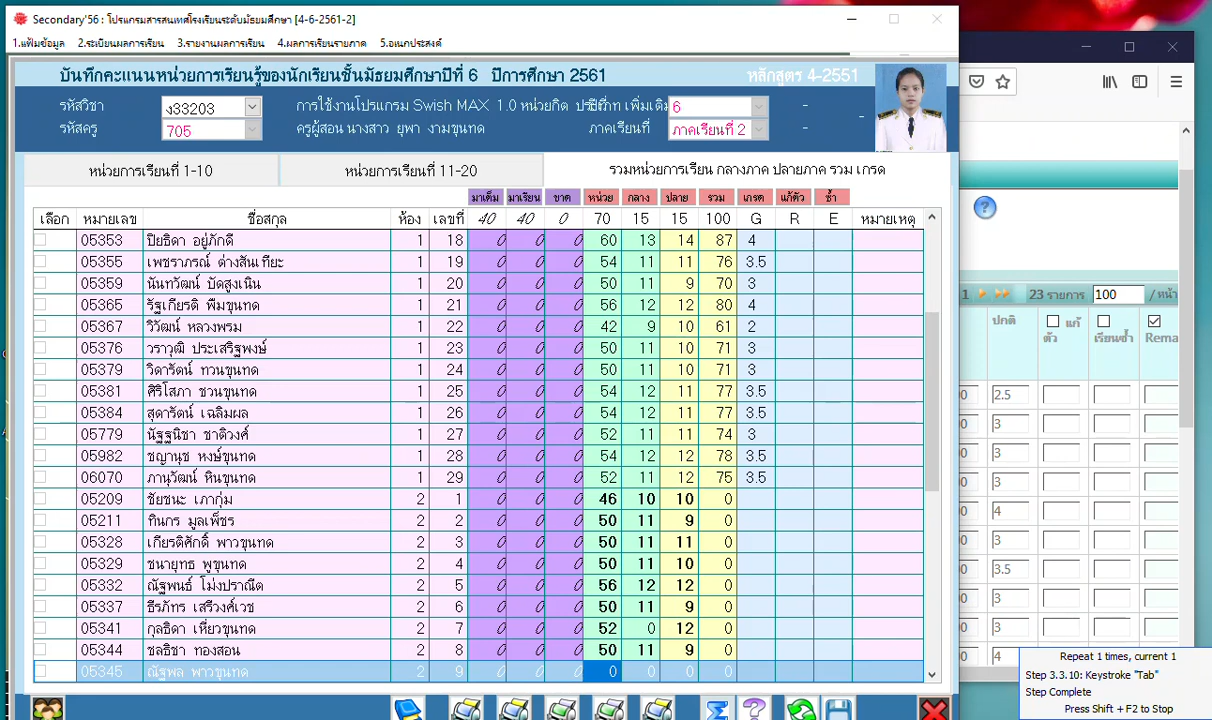 Secondary'56 : โปรแกรมสารสนเทศโรงเรียนระดับมัธยมศึกษา [4-6-2561-2]
1.แฟ้มข้อมูล 2.ระเบียนผลการเรียน 3.รายงานผลการเรียน 4.ผลการเรียนรายภาค 5.อเนกประสงค์
บันทึกคะแนนหน่วยการเรียนรู้ของนักเรียนชั้นมัธยมศึกษาปีที่ 6 ปีการศึกษา 2561 หลักสูตร 4-2551
รหัสวิชา ง33203 การใช้งานโปรแกรม Swish MAX 1.0 หน่วยกิต เพิ่มเติม 6 -
รหัสครู 705 ครูผู้สอน นางสาว ยุพา งามขุนทด ภาคเรียนที่ ภาคเรียนที่ 2 - -
หน่วยการเรียนที่ 1-10 หน่วยการเรียนที่ 11-20 รวมหน่วยการเรียน กลางภาค ปลายภาค รวม เกรด
มาเต็ม มาเรียน ขาด หน่วย กลาง ปลาย รวม เกรด แก้ตัว ซ้ำ
เลือก หมายเลข ชื่อสกุล ห้อง เลขที่ 40 40 0 70 15 15 100 G R E หมายเหตุ
05353 ปิยธิดา อยู่ภักดี 1 18 0 0 0 60 13 14 87 4
05355 เพชราภรณ์ ต่างสันเทียะ 1 19 0 0 0 54 11 11 76 3.5
05359 นันทวัฒน์ บัดสูงเนิน 1 20 0 0 0 50 11 9 70 3
05365 รัฐเกียรติ พิมขุนทด 1 21 0 0 0 56 12 12 80 4
05367 วิวัฒน์ หลวงพรม 1 22 0 0 0 42 9 10 61 2
05376 วราวุฒิ ประเสริฐพงษ์ 1 23 0 0 0 50 11 10 71 3
05379 วิดารัตน์ ทวนขุนทด 1 24 0 0 0 50 11 10 71 3
05381 ศิริโสภา ชวนขุนทด 1 25 0 0 0 54 12 11 77 3.5
05384 สุดารัตน์ เฉลิมผล 1 26 0 0 0 54 12 11 77 3.5
05779 นัฐฐนิชา ชาติวงศ์ 1 27 0 0 0 52 11 11 74 3
05982 ชญานุช หงษ์ขุนทด 1 28 0 0 0 54 12 12 78 3.5
06070 ภานุวัฒน์ หินขุนทด 1 29 0 0 0 52 11 12 75 3.5
05209 ชัยชนะ เภากุ่ม 2 1 0 0 0 46 10 10 0
05211 ทินกร มูลเพ็ชร 2 2 0 0 0 50 11 9 0
05328 เกียรติศักดิ์ พาวขุนทด 2 3 0 0 0 50 11 11 0
05329 ชนายุทธ พูขุนทด 2 4 0 0 0 50 11 10 0
05332 ณัฐพนธ์ โม่งปราณีต 2 5 0 0 0 56 12 12 0
05337 ธีรภัทร เสรีวงศ์เวช 2 6 0 0 0 50 11 9 0
05341 กุลธิดา เหี่ยวขุนทด 2 7 0 0 0 52 0 12 0
05344 ชลธิชา ทองสอน 2 8 0 0 0 50 11 9 0
05345 ณัฐพล พาวขุนทด 2 9 0 0 0 0 0 0 0
1 23 รายการ 100 /หน้า
ปกติ แก้ตัว เรียนซ้ำ Rema
0 2.5
0 3
0 3
0 3
0 4
0 3
0 3.5
0 3
0 3
0 4
Repeat 1 times, current 1
Step 3.3.10: Keystroke "Tab"
Step Complete
Press Shift + F2 to Stop